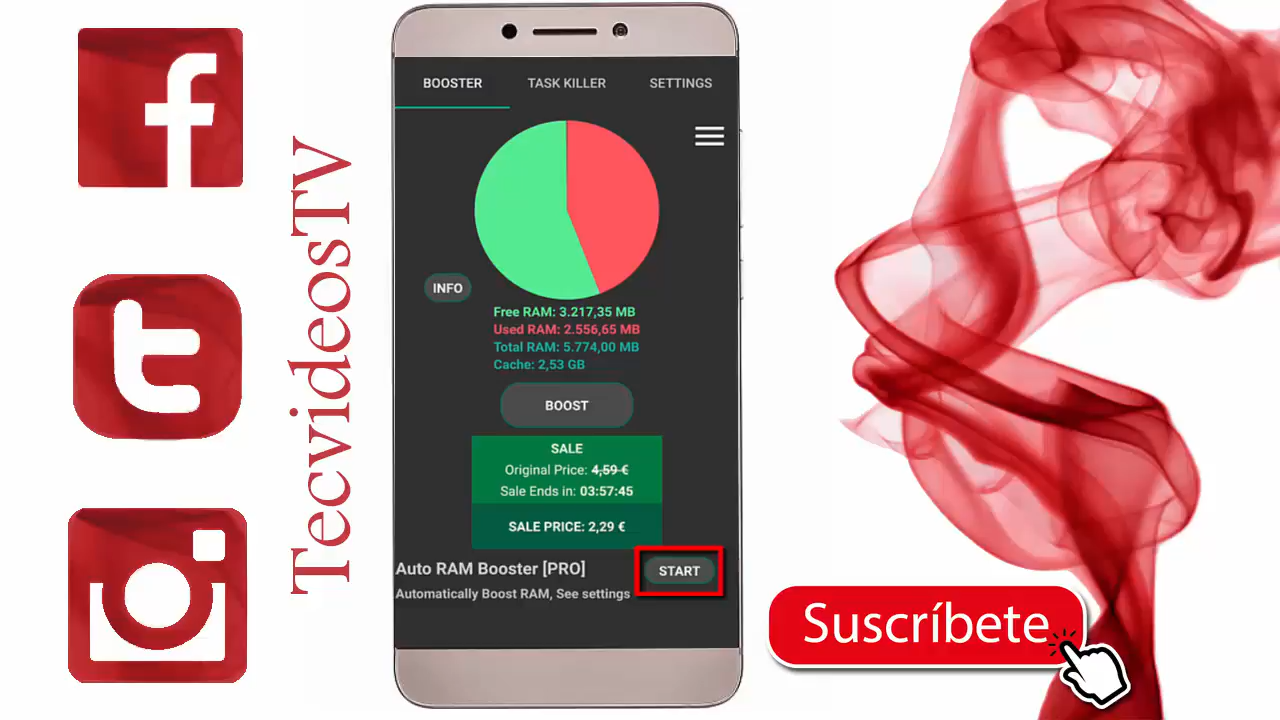 TecvideosTV
BOOSTER
TASK KILLER
SETTINGS
INFO
Free RAM: 3.217,35 MB
Used RAM: 2.556,65 MB
Total RAM: 5.774,00 MB
Cache: 2,53 GB
BOOST
SALE
Original Price: 4,59 €
Sale Ends in: 03:57:45
SALE PRICE: 2,29 €
Auto RAM Booster [PRO]
START
Automatically Boost RAM, See settings
Suscríbete